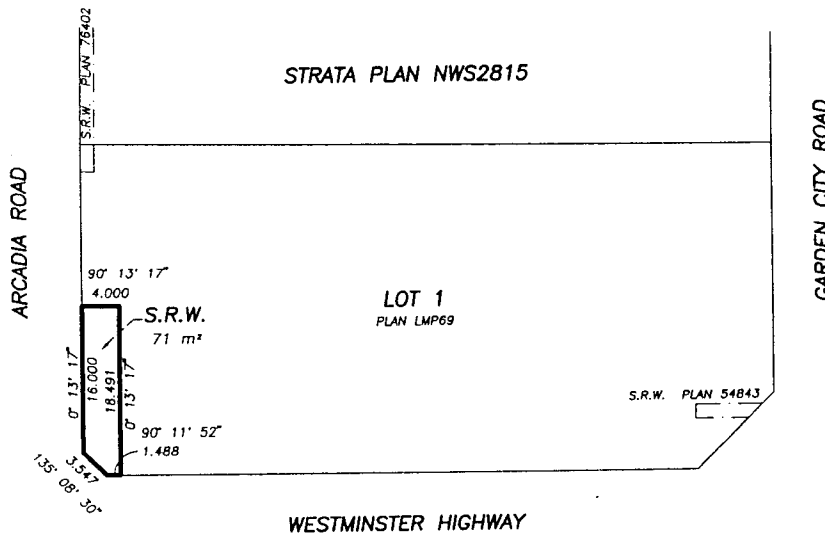 S.R.W. PLAN 76402
STRATA PLAN NWS2815
ARCADIA ROAD
GARDEN CITY ROAD
90° 13' 17"
4.000
S.R.W.
71 m²
LOT 1
PLAN LMP69
0° 13' 17"
16.000
18.491
0° 13' 17"
S.R.W. PLAN 54843
90° 11' 52"
1.488
3.547
135° 08' 30"
WESTMINSTER HIGHWAY